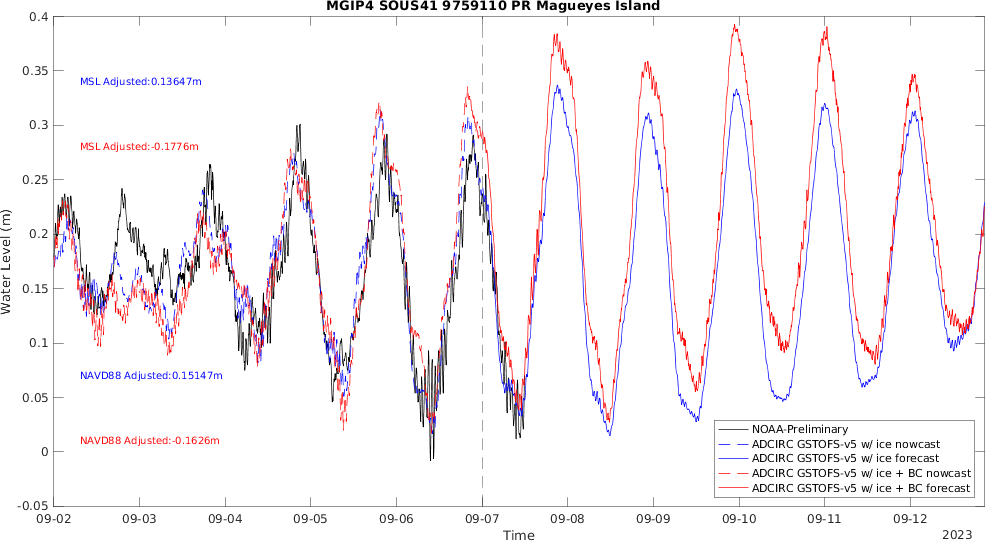 MGIP4 SOUS41 9759110 PR Magueyes Island
0.4
0.35
0.3
0.25
0.2
0.15
0.1
0.05
0
-0.05
Water Level (m)
MSL Adjusted:0.13647m
MSL Adjusted:-0.1776m
NAVD88 Adjusted:0.15147m
NAVD88 Adjusted:-0.1626m
NOAA-Preliminary
ADCIRC GSTOFS-v5 w/ ice nowcast
ADCIRC GSTOFS-v5 w/ ice forecast
ADCIRC GSTOFS-v5 w/ ice + BC nowcast
ADCIRC GSTOFS-v5 w/ ice + BC forecast
09-02 09-03 09-04 09-05 09-06 09-07 09-08 09-09 09-10 09-11 09-12
Time
2023